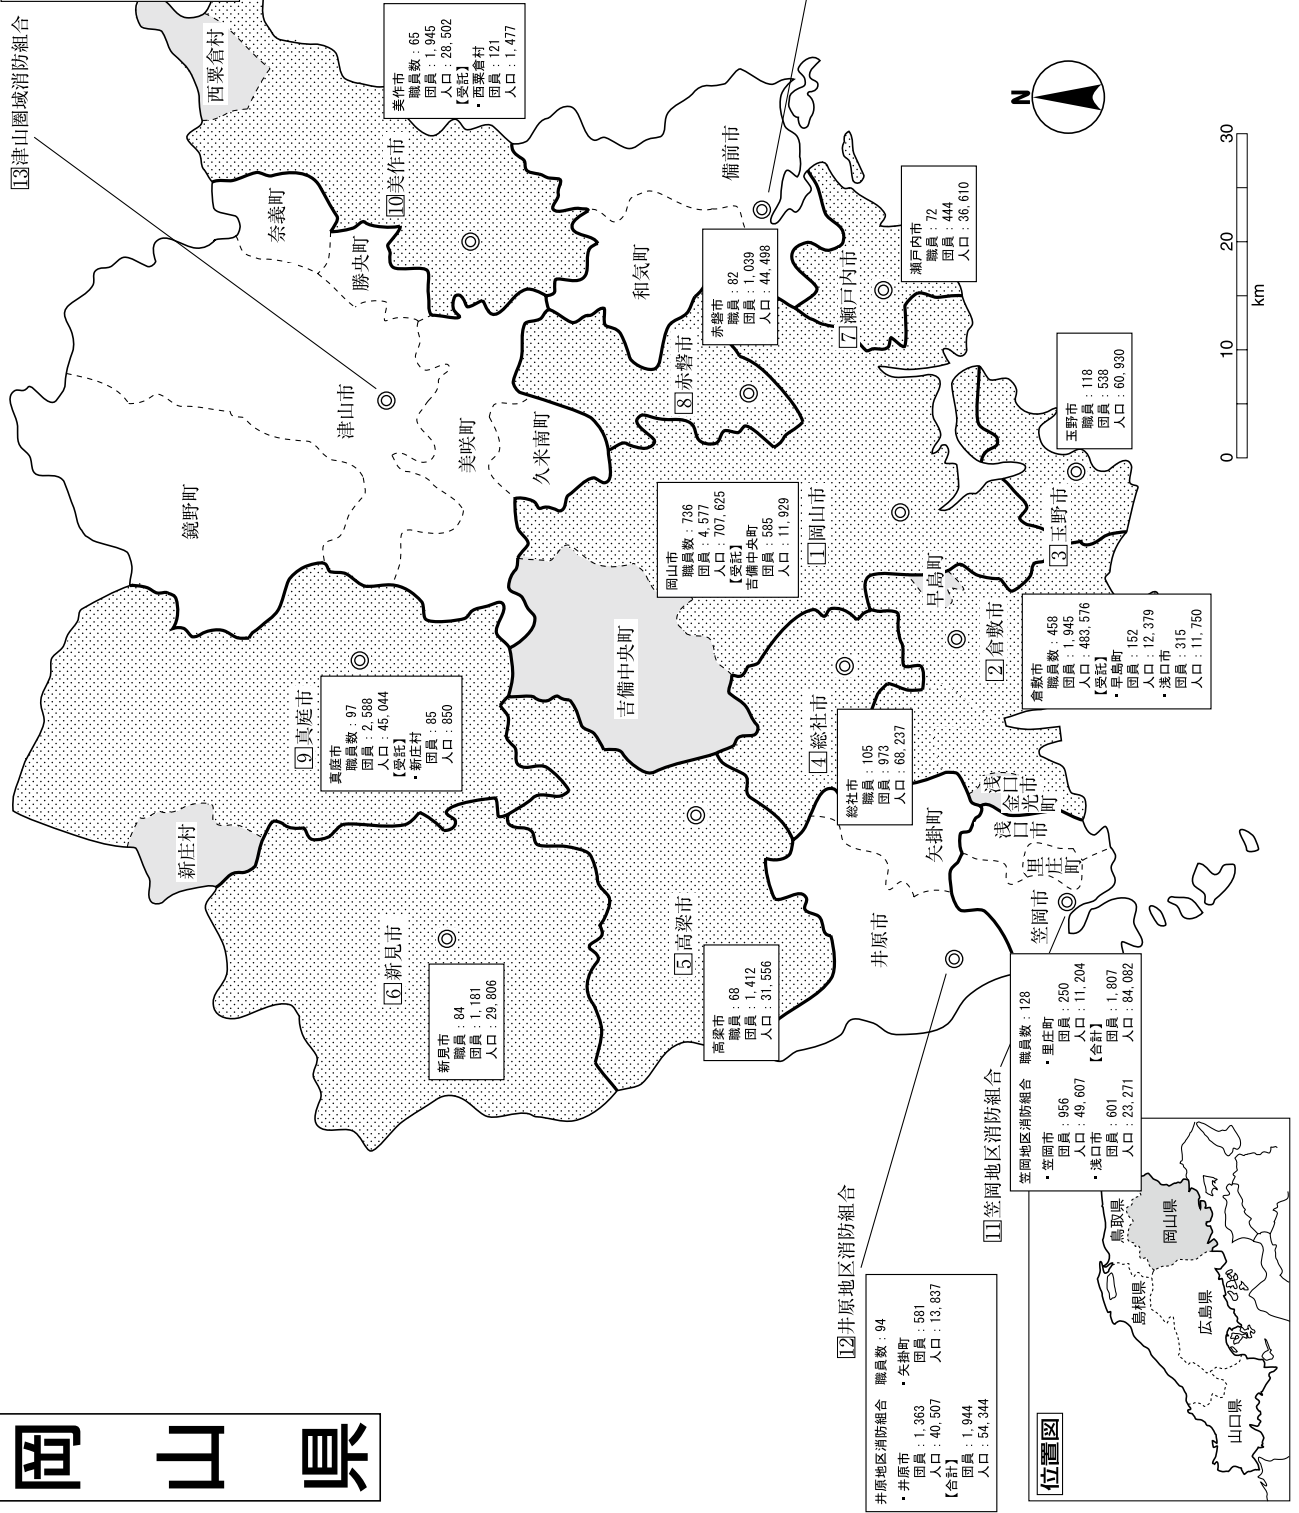 岡山県
13津山圏域消防組合
西粟倉村
美作市
職員数：65
団員：1,945
人口：28,502
【受託】
・西粟倉村
団員：121
人口：1,477
10美作市
奈義町
勝央町
津山市
鏡野町
美咲町
久米南町
和気町
備前市
8赤磐市
赤磐市
職員：82
団員：1,039
人口：44,498
7瀬戸内市
瀬戸内市
職員：72
団員：444
人口：36,610
9真庭市
真庭市
職員数：97
団員：2,588
人口：45,044
【受託】
・新庄村
団員：85
人口：850
新庄村
吉備中央町
岡山市
職員数：736
団員：4,577
人口：707,625
【受託】
吉備中央町
団員：585
人口：11,929
1岡山市
3玉野市
玉野市
職員：118
団員：538
人口：60,930
早島町
2倉敷市
倉敷市
職員数：458
団員：1,945
人口：483,576
【受託】
・早島町
団員：152
人口：12,379
・浅口市
団員：315
人口：11,750
4総社市
総社市
職員：105
団員：973
人口：68,237
6新見市
新見市
職員：84
団員：1,181
人口：29,806
5高梁市
高梁市
職員：68
団員：1,412
人口：31,556
矢掛町
井原市
浅口市
金光町
浅口市
里庄町
笠岡市
11笠岡地区消防組合
笠岡地区消防組合　職員数：128
・笠岡市
団員：956
人口：49,607
・浅口市
団員：601
人口：23,271
・里庄町
団員：250
人口：11,204
【合計】
団員：1,807
人口：84,082
12井原地区消防組合
井原地区消防組合　職員数：94
・井原市
団員：1,363
人口：40,507
・矢掛町
団員：581
人口：13,837
【合計】
団員：1,944
人口：54,344
位置図
鳥取県
岡山県
島根県
広島県
山口県
N
0
10
20
30
km